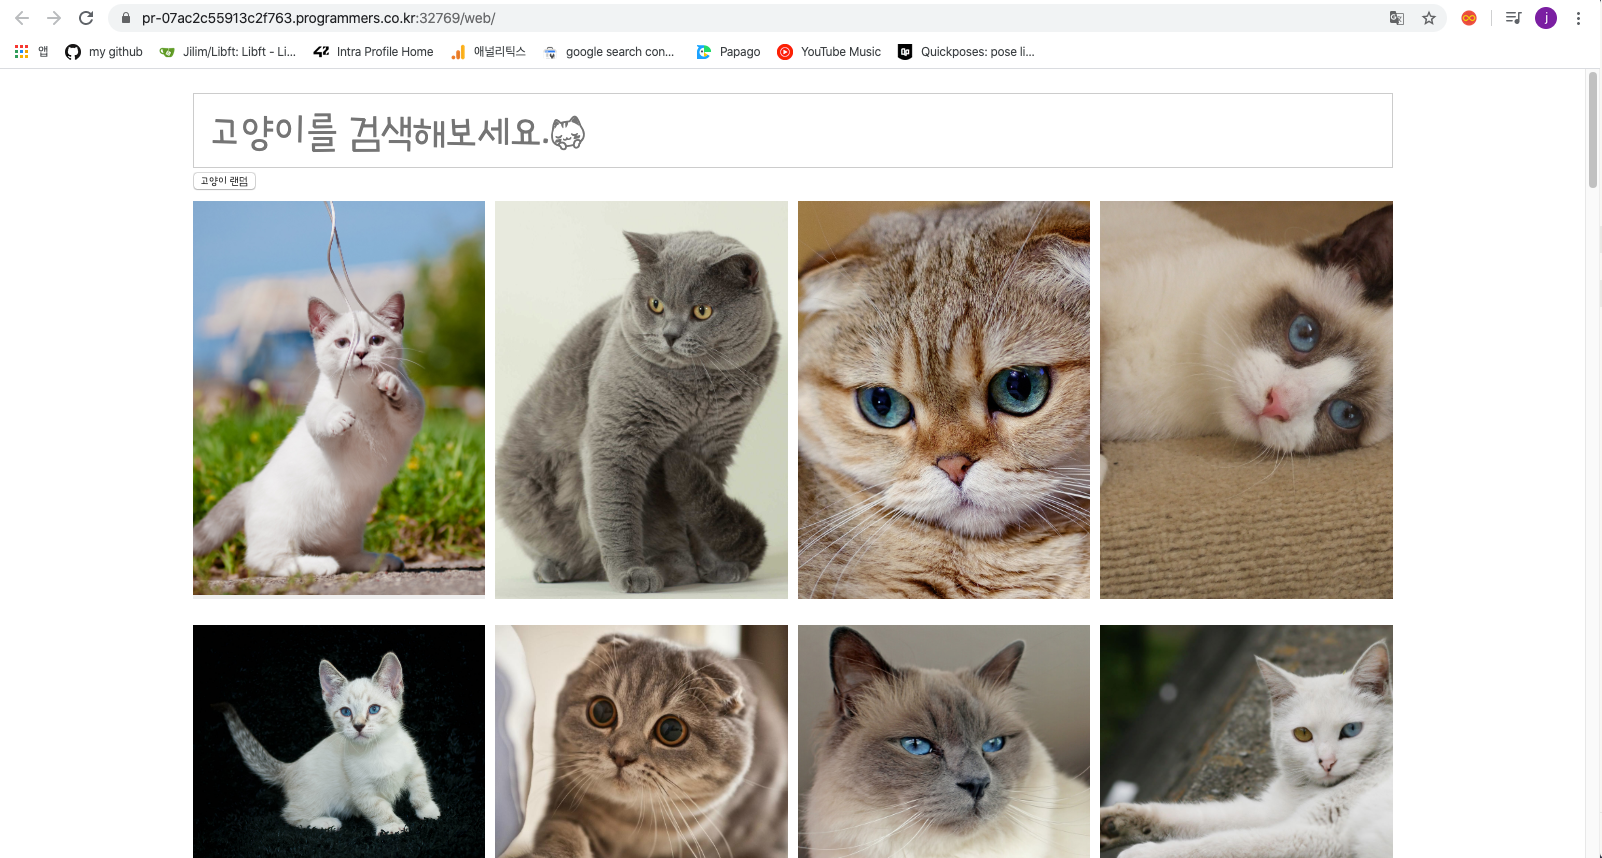 pr-07ac2c55913c2f763.programmers.co.kr:32769/web/
j
앱 my github Jilim/Libft: Libft - Li... Intra Profile Home 애널리틱스 google search con... Papago YouTube Music Quickposes: pose li...
고양이를 검색해보세요.🐱
고양이 랜덤